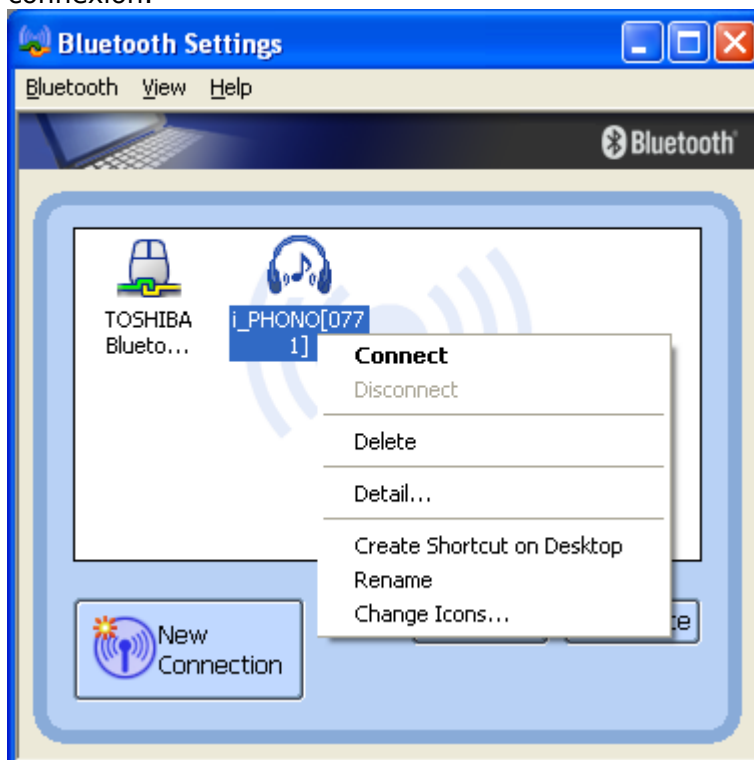 connexion.
Bluetooth Settings
Bluetooth View Help
Bluetooth
TOSHIBA
Blueto...
i_PHONO[077
1]
Connect
Disconnect
Delete
Detail...
Create Shortcut on Desktop
Rename
Change Icons...
New
Connection